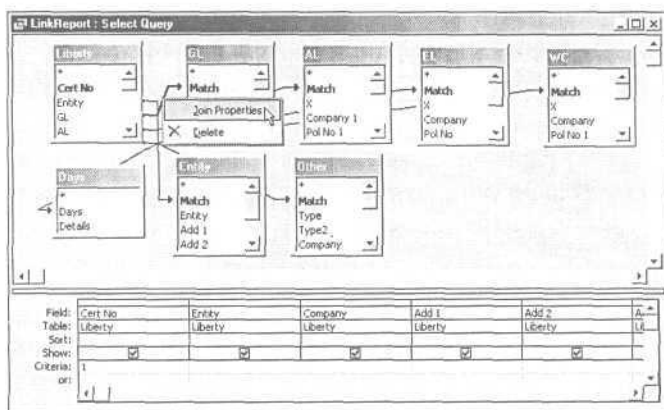 LinkReport : Select Query
Liberty
*
Cert No
Entity
GL
AL
GL
*
Match
Join Properties
Delete
AL
*
Match
X
Company 1
Pol No 1
EL
*
Match
X
Company
Pol No
WC
*
Match
X
Company
Pol No 1
Days
*
Days
Details
Entity
*
Match
Entity
Add 1
Add 2
Other
*
Match
Type
Type2
Company
Field: Cert No Entity Company Add 1 Add 2
Table: Liberty Liberty Liberty Liberty Liberty
Sort:
Show:
Criteria: 1
or: